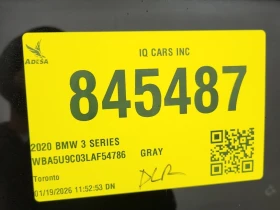 ADESA
IQ CARS INC
845487
2020 BMW 3 SERIES
WBA5U9C03LAF54786 GRAY
Toronto
01/19/2026 11:52:53 DN